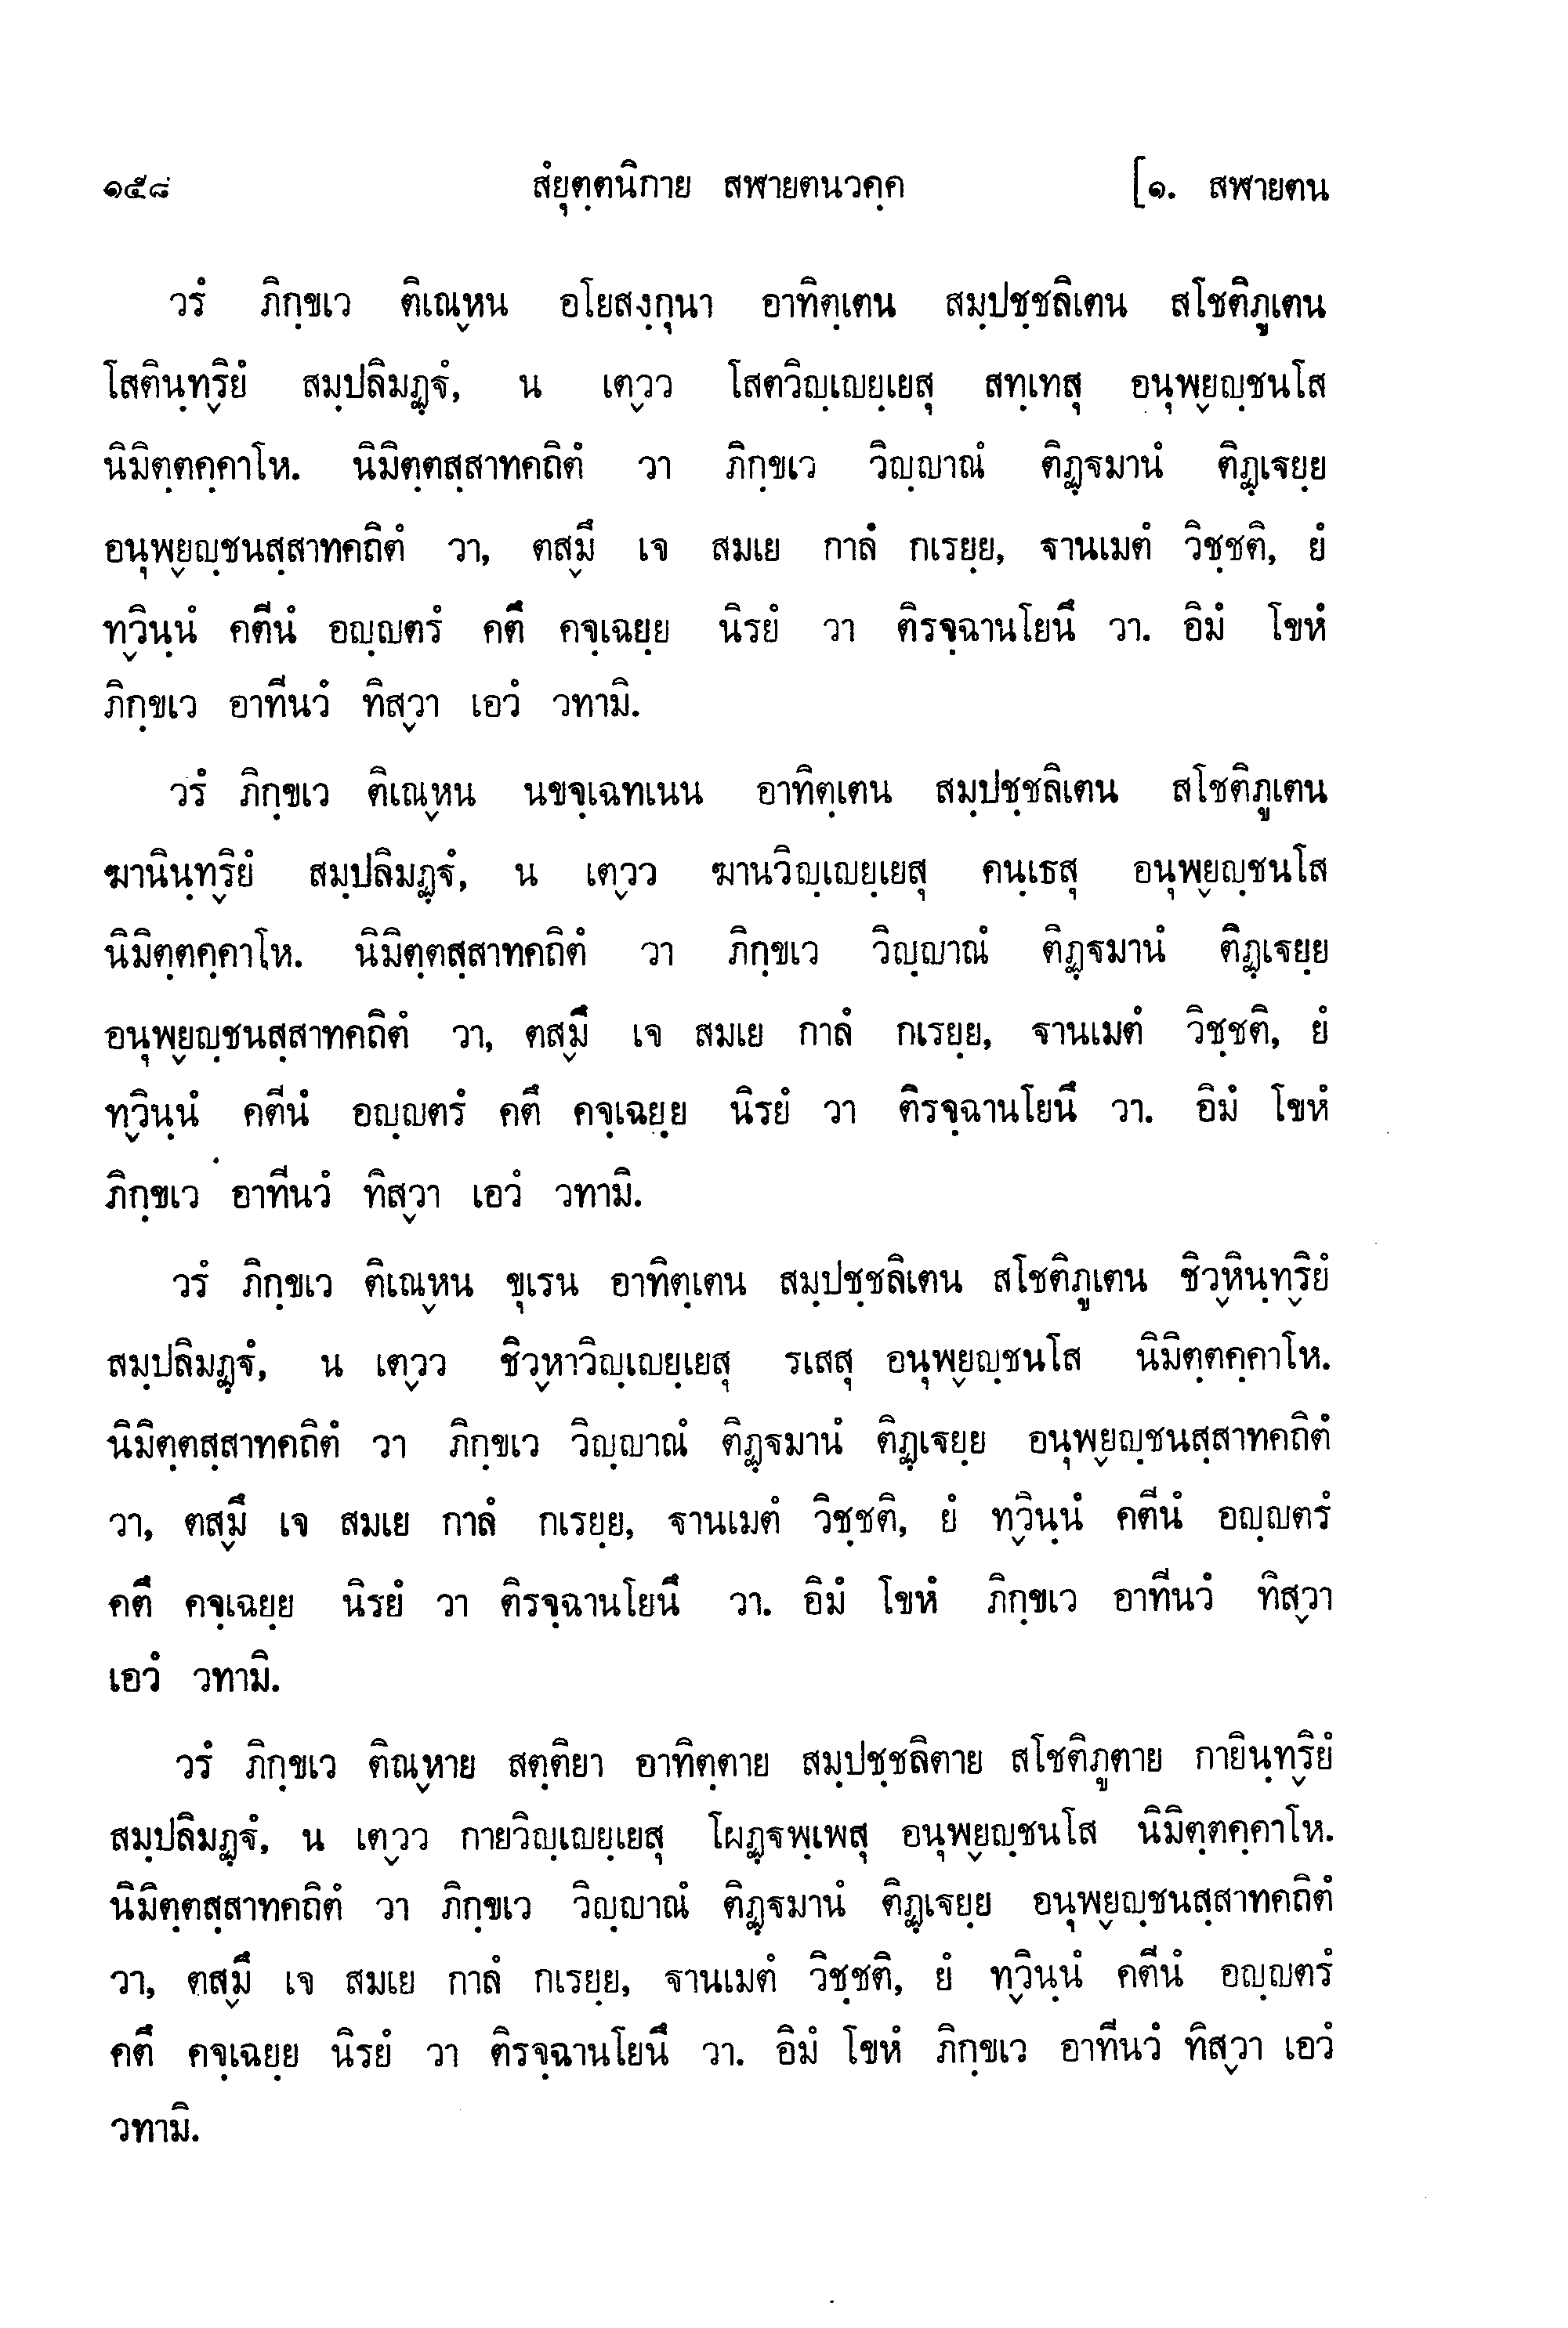 ๑๕๘ สํยุตฺตนิกาย สฬายตนวคฺค [๑. สฬายตน
วรํ ภิกฺขเว ติเณ๎หน อโยสงฺกุนา อาทิตฺเตน สมฺปชฺชลิเตน สโชติภูเตน
โสตินฺท๎ริยํ สมฺปลิมฏฺฐํ, น เต๎วว โสตวิญฺเญยฺเยสุ สทฺเทสุ อนุพ๎ยญฺชนโส
นิมิตฺตคฺคาโห. นิมิตฺตสฺสาทคถิตํ วา ภิกฺขเว วิญฺญาณํ ติฏฺฐมานํ ติฏฺเฐยฺย
อนุพ๎ยญฺชนสฺสาทคถิตํ วา, ตส๎มึ เจ สมเย กาลํ กเรยฺย, ฐานเมตํ วิชฺชติ, ยํ
ท๎วินฺนํ คตีนํ อญฺญตรํ คตึ คจฺเฉยฺย นิรยํ วา ติรจฺฉานโยนึ วา. อิมํ โขหํ
ภิกฺขเว อาทีนวํ ทิส๎วา เอวํ วทามิ.
วรํ ภิกฺขเว ติเณ๎หน นขจฺเฉทเนน อาทิตฺเตน สมฺปชฺชลิเตน สโชติภูเตน
ฆานินฺท๎ริยํ สมฺปลิมฏฺฐํ, น เต๎วว ฆานวิญฺเญยฺเยสุ คนฺเธสุ อนุพ๎ยญฺชนโส
นิมิตฺตคฺคาโห. นิมิตฺตสฺสาทคถิตํ วา ภิกฺขเว วิญฺญาณํ ติฏฺฐมานํ ติฏฺเฐยฺย
อนุพ๎ยญฺชนสฺสาทคถิตํ วา, ตส๎มึ เจ สมเย กาลํ กเรยฺย, ฐานเมตํ วิชฺชติ, ยํ
ท๎วินฺนํ คตีนํ อญฺญตรํ คตึ คจฺเฉยฺย นิรยํ วา ติรจฺฉานโยนึ วา. อิมํ โขหํ
ภิกฺขเว อาทีนวํ ทิส๎วา เอวํ วทามิ.
วรํ ภิกฺขเว ติเณ๎หน ขุเรน อาทิตฺเตน สมฺปชฺชลิเตน สโชติภูเตน ชิว๎หินฺท๎ริยํ
สมฺปลิมฏฺฐํ, น เต๎วว ชิว๎หาวิญฺเญยฺเยสุ รเสสุ อนุพ๎ยญฺชนโส นิมิตฺตคฺคาโห.
นิมิตฺตสฺสาทคถิตํ วา ภิกฺขเว วิญฺญาณํ ติฏฺฐมานํ ติฏฺเฐยฺย อนุพ๎ยญฺชนสฺสาทคถิตํ
วา, ตส๎มึ เจ สมเย กาลํ กเรยฺย, ฐานเมตํ วิชฺชติ, ยํ ท๎วินฺนํ คตีนํ อญฺญตรํ
คตึ คจฺเฉยฺย นิรยํ วา ติรจฺฉานโยนึ วา. อิมํ โขหํ ภิกฺขเว อาทีนวํ ทิส๎วา
เอวํ วทามิ.
วรํ ภิกฺขเว ติณ๎หาย สตฺติยา อาทิตฺตาย สมฺปชฺชลิตาย สโชติภูตาย กายินฺท๎ริยํ
สมฺปลิมฏฺฐํ, น เต๎วว กายวิญฺเญยฺเยสุ โผฏฺฐพฺเพสุ อนุพ๎ยญฺชนโส นิมิตฺตคฺคาโห.
นิมิตฺตสฺสาทคถิตํ วา ภิกฺขเว วิญฺญาณํ ติฏฺฐมานํ ติฏฺเฐยฺย อนุพ๎ยญฺชนสฺสาทคถิตํ
วา, ตส๎มึ เจ สมเย กาลํ กเรยฺย, ฐานเมตํ วิชฺชติ, ยํ ท๎วินฺนํ คตีนํ อญฺญตรํ
คตึ คจฺเฉยฺย นิรยํ วา ติรจฺฉานโยนึ วา. อิมํ โขหํ ภิกฺขเว อาทีนวํ ทิส๎วา เอวํ
วทามิ.